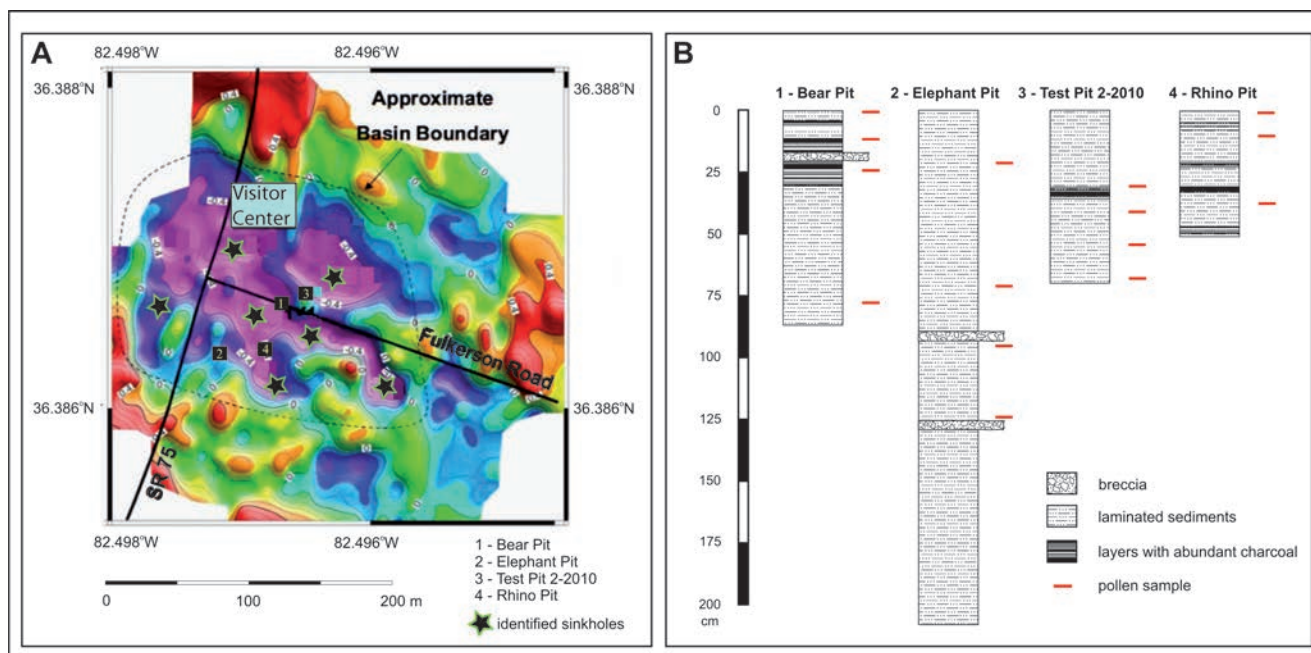 A
82.498°W
82.496°W
36.388°N
36.388°N
Approximate
Basin Boundary
Visitor
Center
1
3
2
4
Fulkerson Road
SR 75
36.386°N
36.386°N
82.498°W
82.496°W
1 - Bear Pit
2 - Elephant Pit
3 - Test Pit 2-2010
4 - Rhino Pit
identified sinkholes
0
100
200 m
B
1 - Bear Pit
2 - Elephant Pit
3 - Test Pit 2-2010
4 - Rhino Pit
0
25
50
75
100
125
150
175
200
cm
breccia
laminated sediments
layers with abundant charcoal
pollen sample